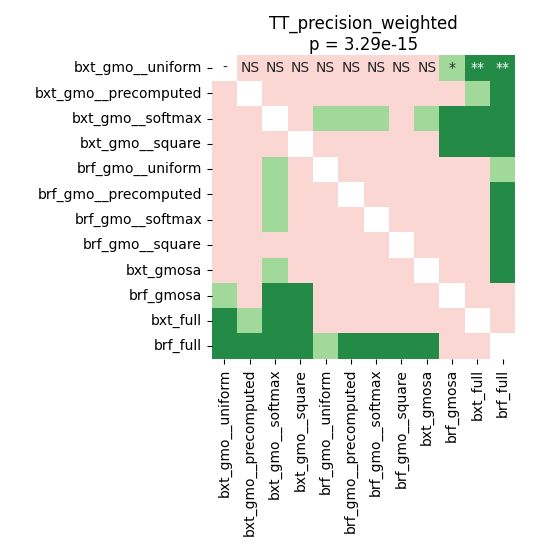 TT_precision_weighted
p = 3.29e-15
bxt_gmo__uniform - NS NS NS NS NS NS NS NS * ** **
bxt_gmo__precomputed
bxt_gmo__softmax
bxt_gmo__square
brf_gmo__uniform
brf_gmo__precomputed
brf_gmo__softmax
brf_gmo__square
bxt_gmosa
brf_gmosa
bxt_full
brf_full
bxt_gmo__uniform
bxt_gmo__precomputed
bxt_gmo__softmax
bxt_gmo__square
brf_gmo__uniform
brf_gmo__precomputed
brf_gmo__softmax
brf_gmo__square
bxt_gmosa
brf_gmosa
bxt_full
brf_full